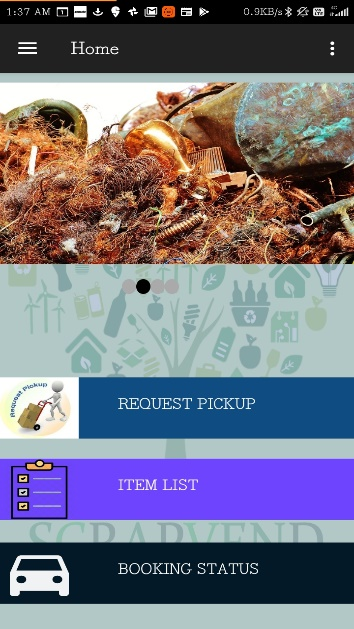 1:37 AM 0.9KB/s
Home
Request Pickup
REQUEST PICKUP
ITEM LIST
SCRAPVEND
BOOKING STATUS